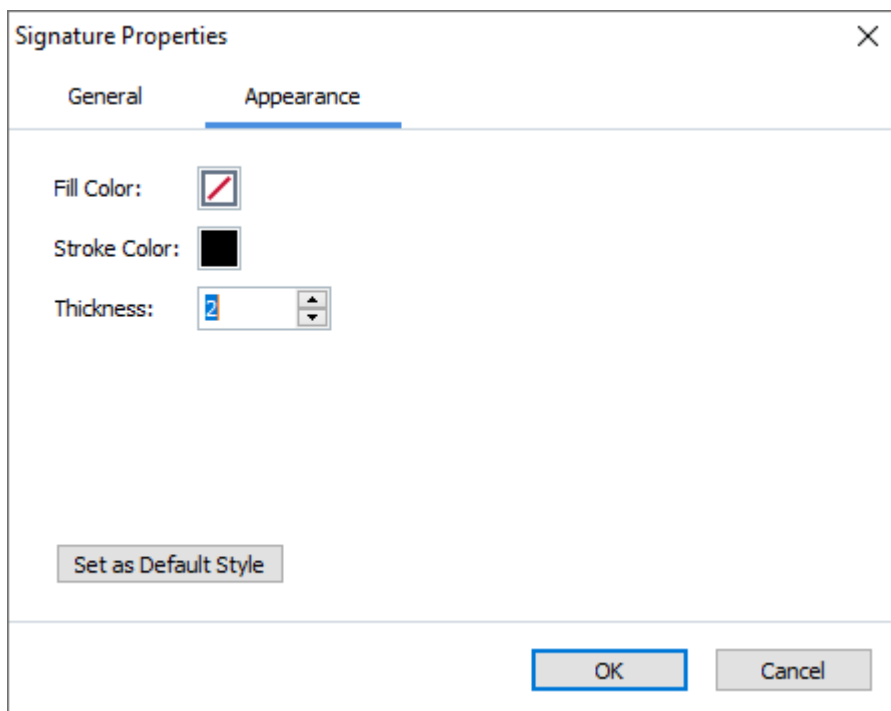 Signature Properties
General Appearance
Fill Color:
Stroke Color:
Thickness: 2
Set as Default Style
OK Cancel